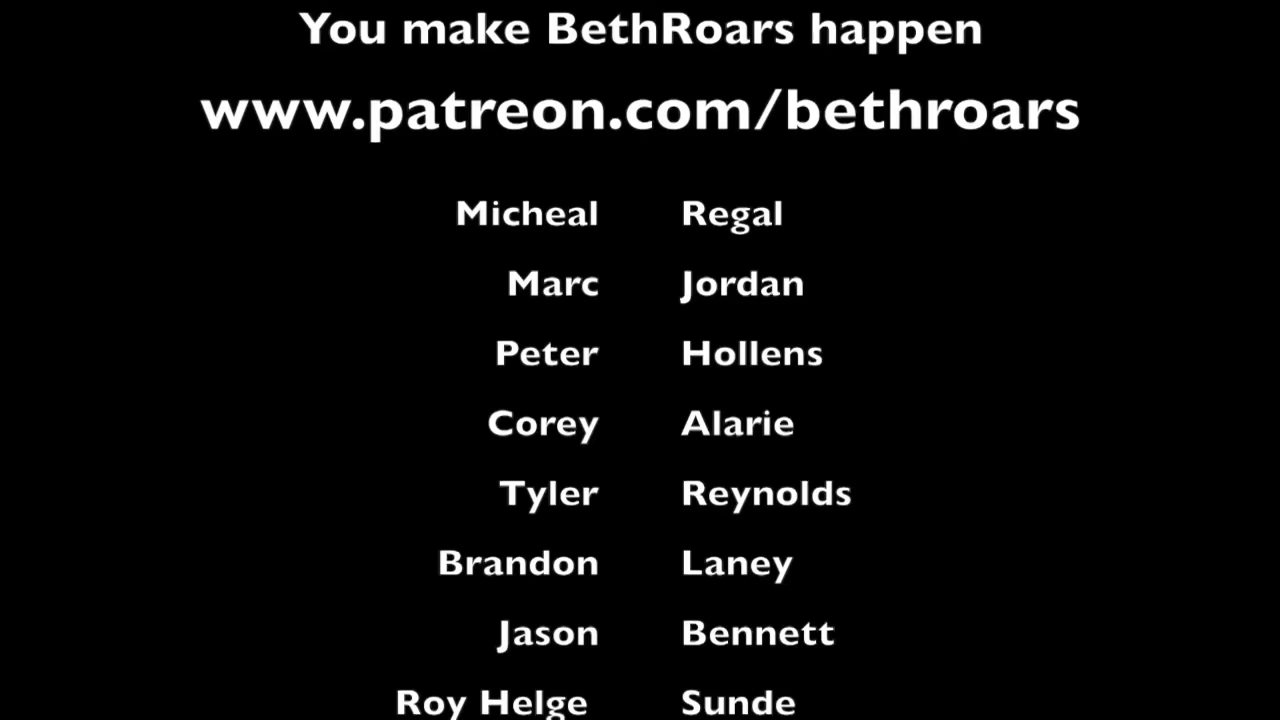 You make BethRoars happen
www.patreon.com/bethroars
Micheal Regal
Marc Jordan
Peter Hollens
Corey Alarie
Tyler Reynolds
Brandon Laney
Jason Bennett
Roy Helge Sunde